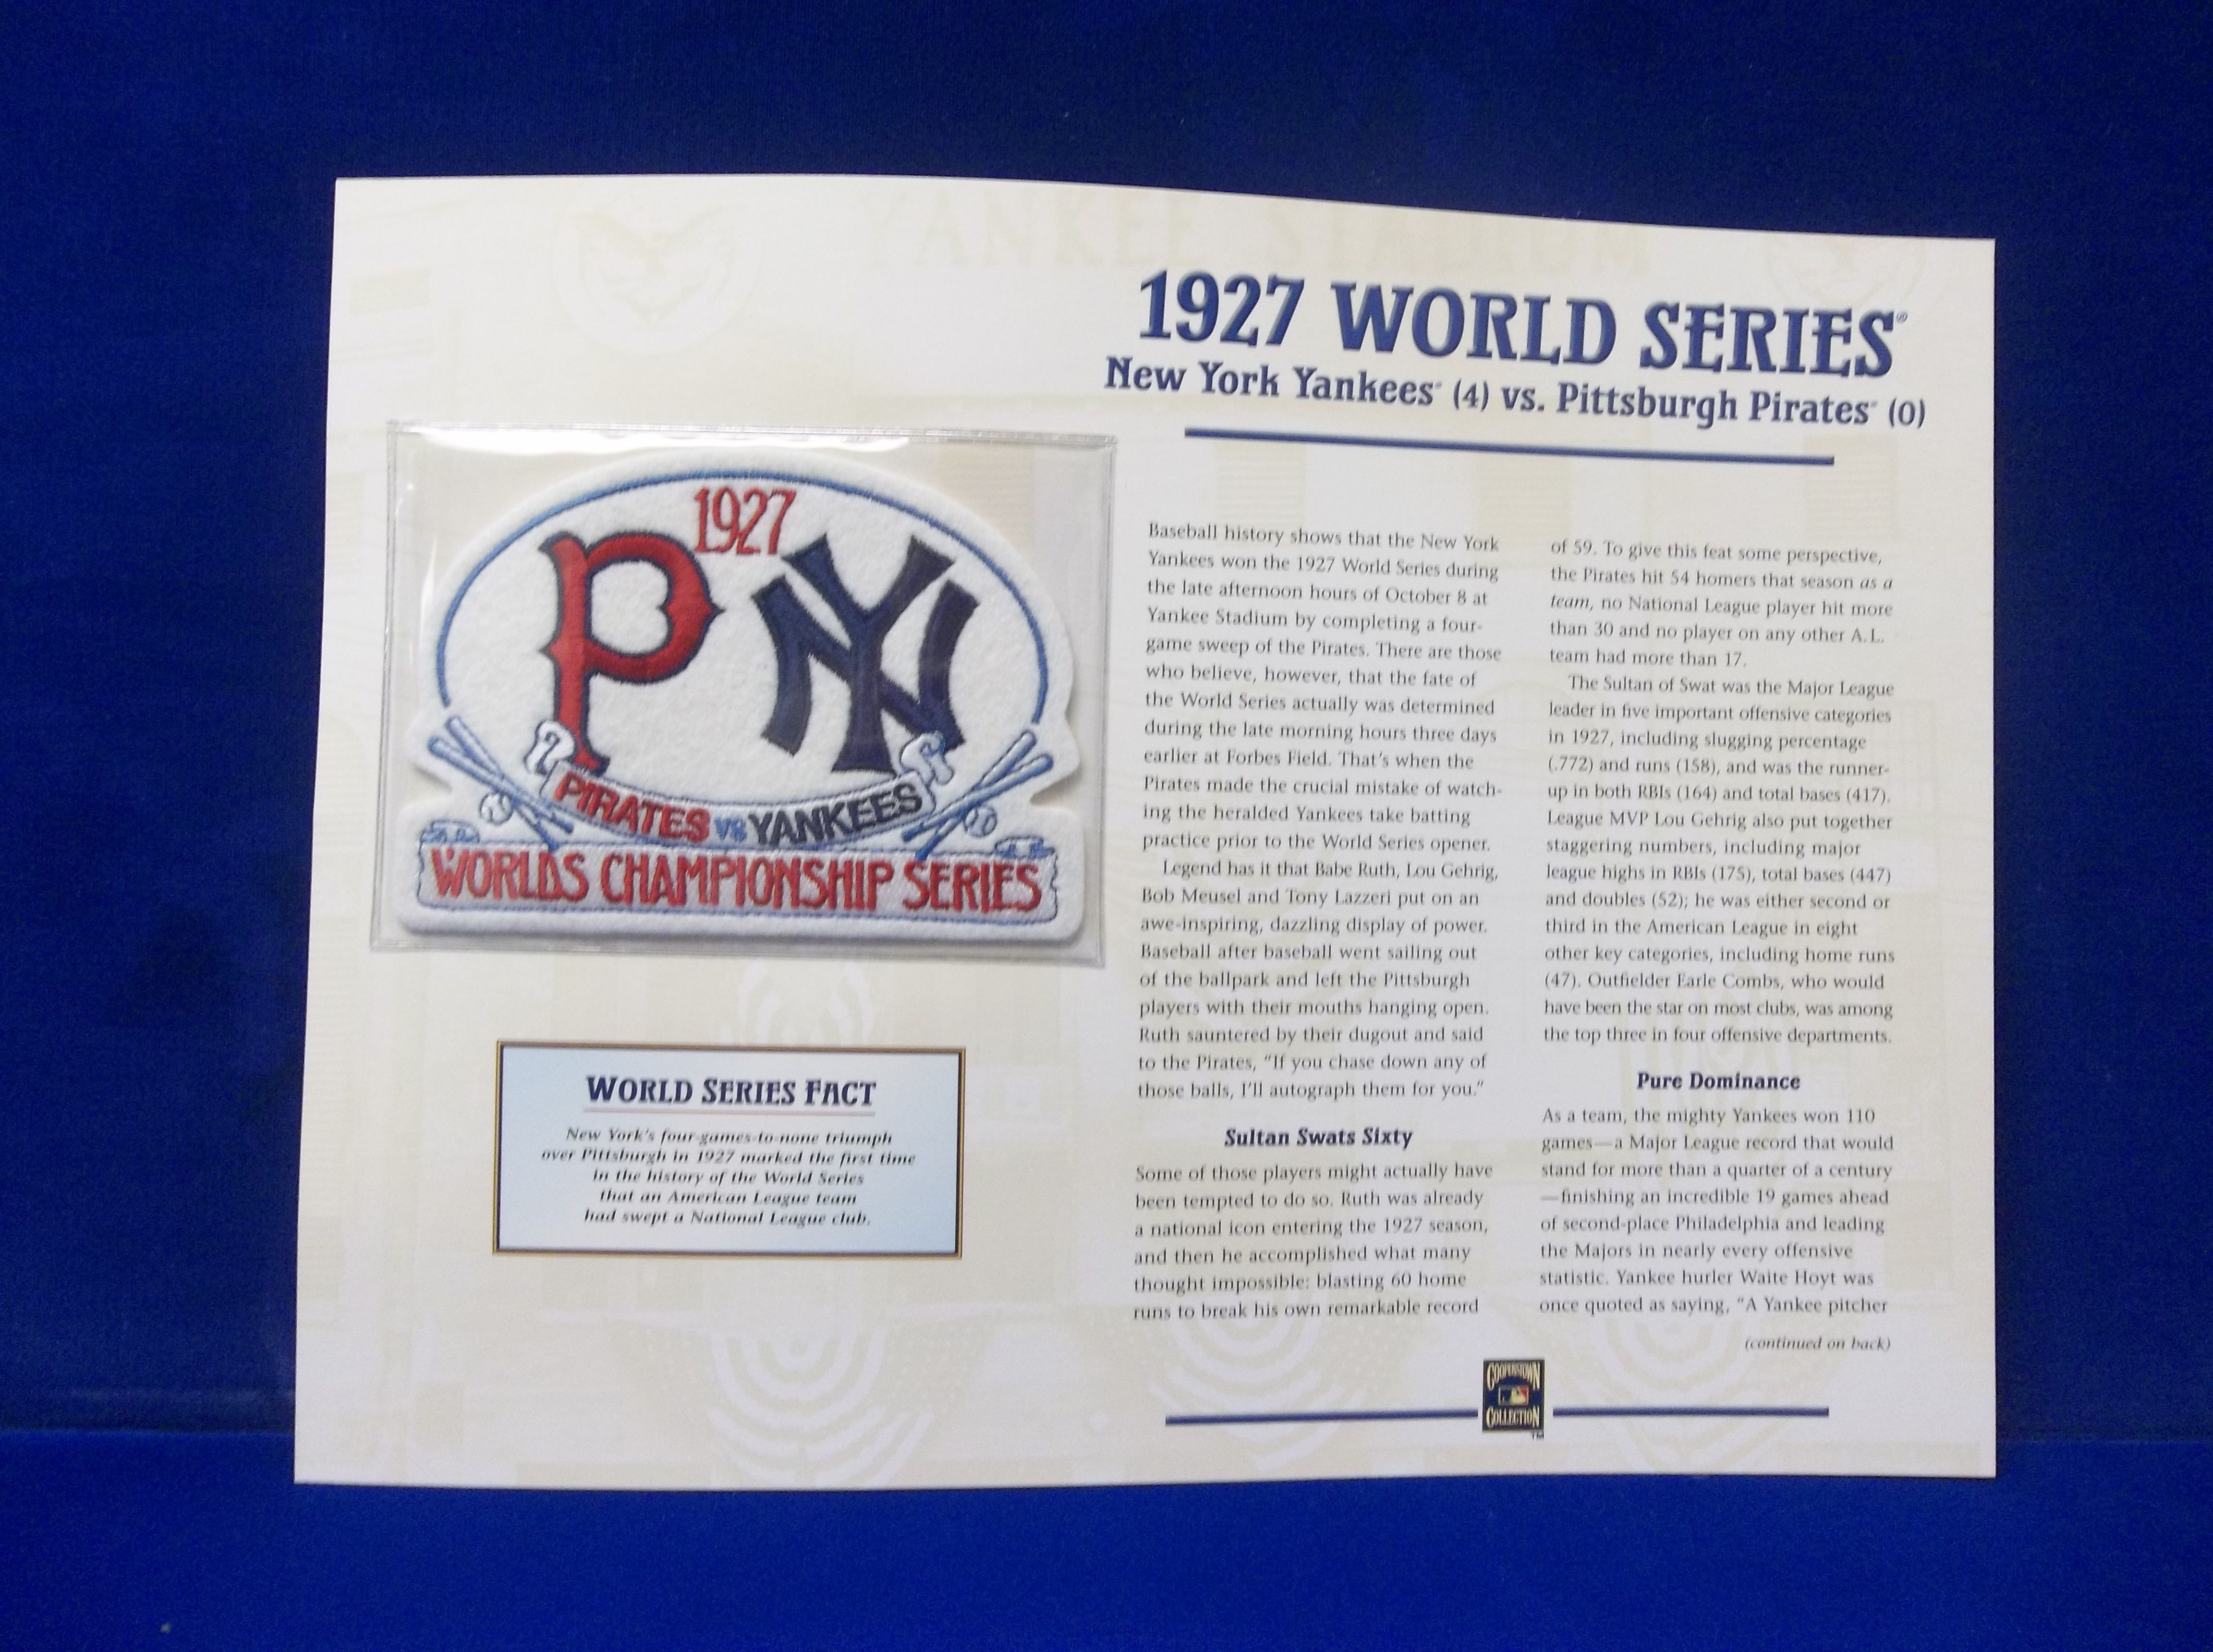 YANKEE STADIUM
1927 WORLD SERIES®
New York Yankees® (4) vs. Pittsburgh Pirates® (0)
1927
P NY
PIRATES VS YANKEES
WORLDS CHAMPIONSHIP SERIES
WORLD SERIES FACT
New York's four-games-to-none triumph
over Pittsburgh in 1927 marked the first time
in the history of the World Series
that an American League team
had swept a National League club.
Baseball history shows that the New York
Yankees won the 1927 World Series during
the late afternoon hours of October 8 at
Yankee Stadium by completing a four-
game sweep of the Pirates. There are those
who believe, however, that the fate of
the World Series actually was determined
during the late morning hours three days
earlier at Forbes Field. That's when the
Pirates made the crucial mistake of watch-
ing the heralded Yankees take batting
practice prior to the World Series opener.
Legend has it that Babe Ruth, Lou Gehrig,
Bob Meusel and Tony Lazzeri put on an
awe-inspiring, dazzling display of power.
Baseball after baseball went sailing out
of the ballpark and left the Pittsburgh
players with their mouths hanging open.
Ruth sauntered by their dugout and said
to the Pirates, "If you chase down any of
those balls, I'll autograph them for you."
Sultan Swats Sixty
Some of those players might actually have
been tempted to do so. Ruth was already
a national icon entering the 1927 season,
and then he accomplished what many
thought impossible: blasting 60 home
runs to break his own remarkable record
of 59. To give this feat some perspective,
the Pirates hit 54 homers that season as a
team, no National League player hit more
than 30 and no player on any other A.L.
team had more than 17.
The Sultan of Swat was the Major League
leader in five important offensive categories
in 1927, including slugging percentage
(.772) and runs (158), and was the runner-
up in both RBIs (164) and total bases (417).
League MVP Lou Gehrig also put together
staggering numbers, including major
league highs in RBIs (175), total bases (447)
and doubles (52); he was either second or
third in the American League in eight
other key categories, including home runs
(47). Outfielder Earle Combs, who would
have been the star on most clubs, was among
the top three in four offensive departments.
Pure Dominance
As a team, the mighty Yankees won 110
games—a Major League record that would
stand for more than a quarter of a century
—finishing an incredible 19 games ahead
of second-place Philadelphia and leading
the Majors in nearly every offensive
statistic. Yankee hurler Waite Hoyt was
once quoted as saying, "A Yankee pitcher
(continued on back)
COOPERSTOWN
COLLECTION
TM